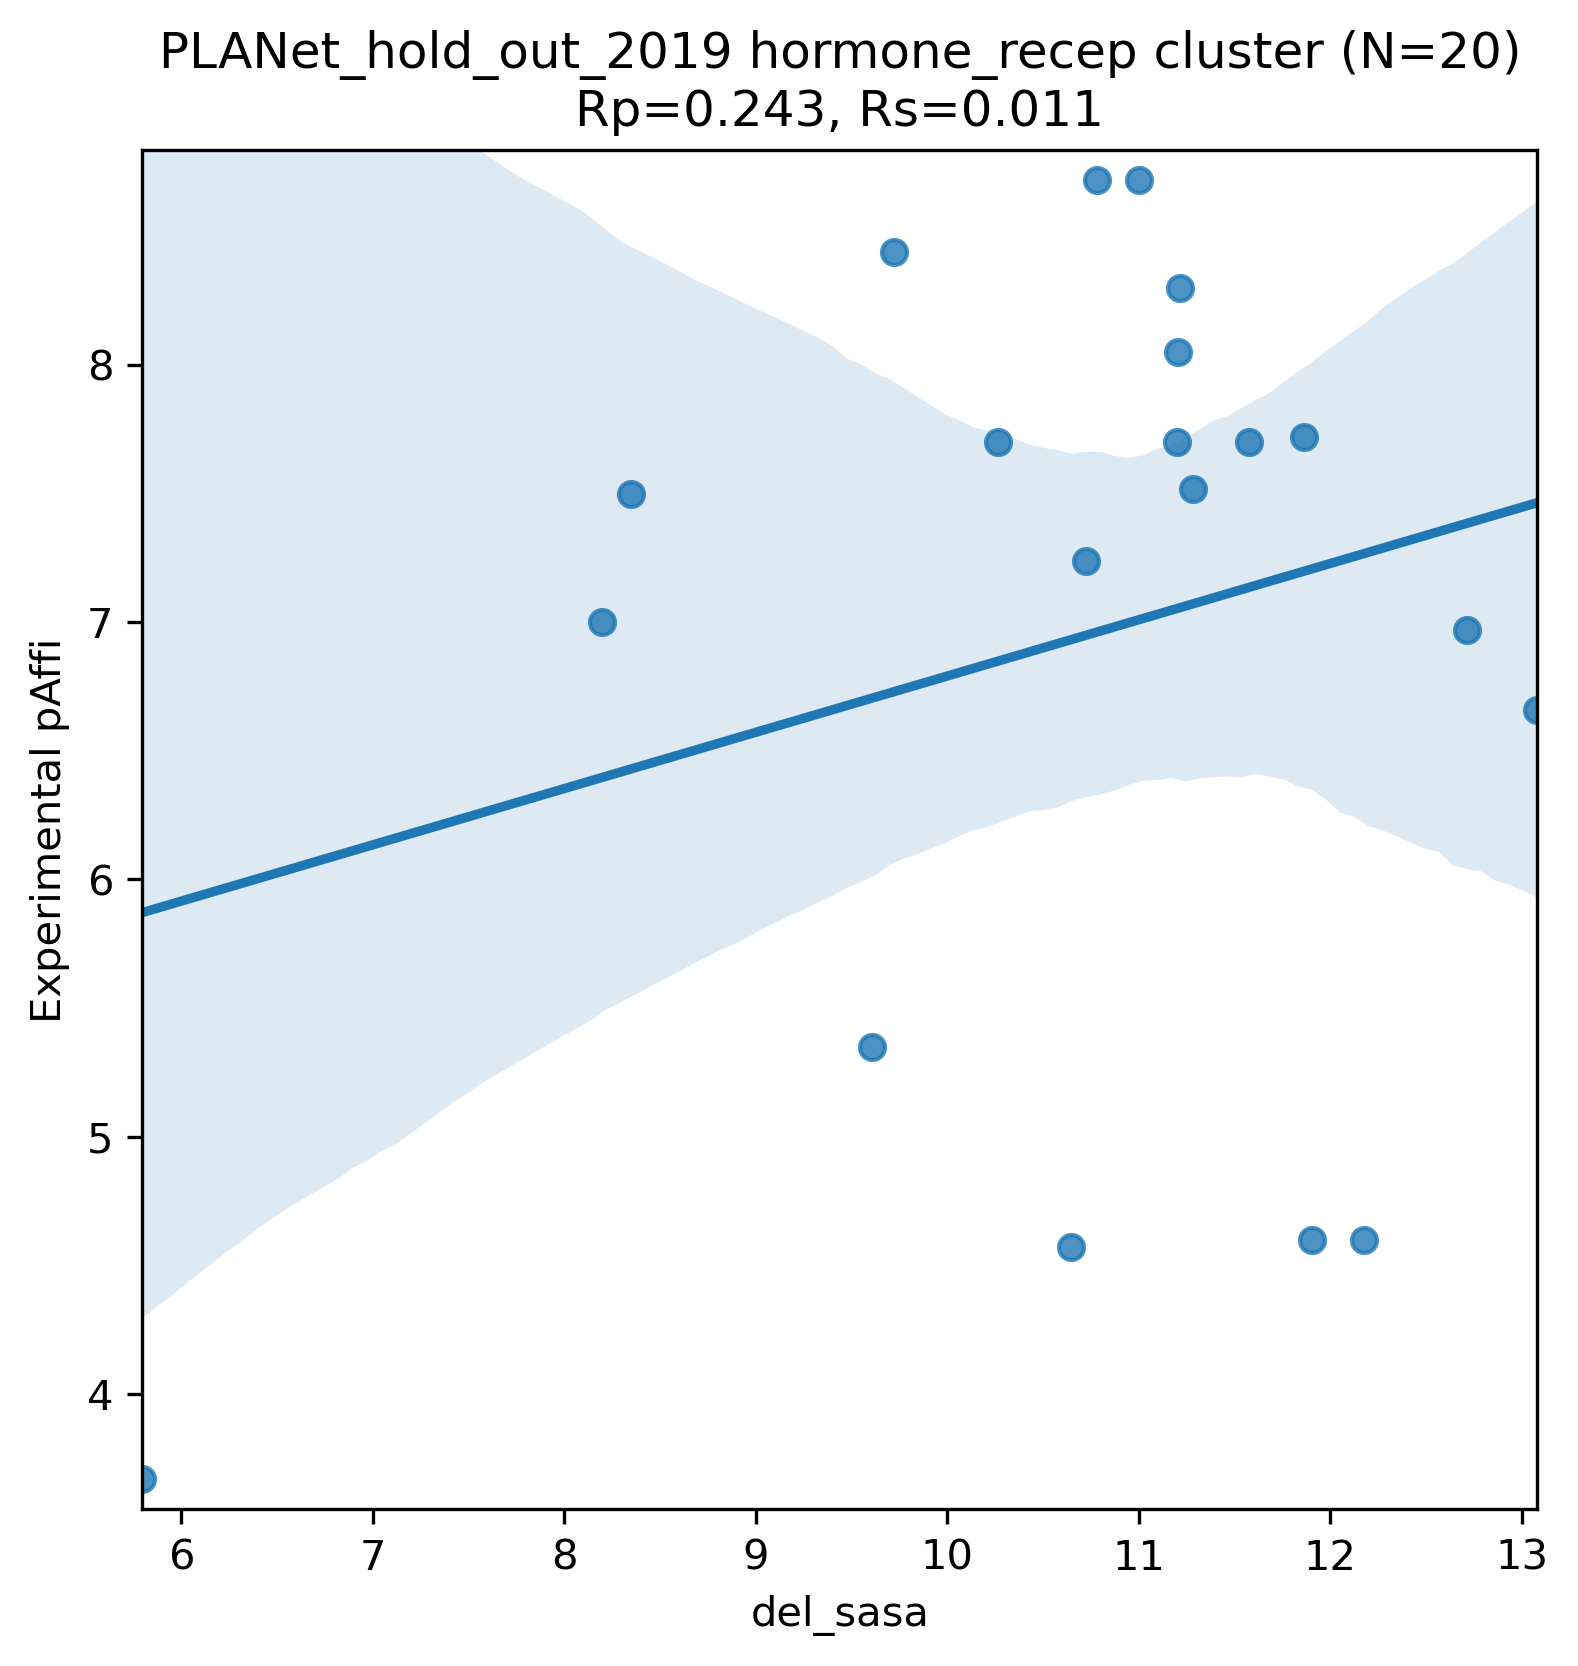 PLANet_hold_out_2019 hormone_recep cluster (N=20)
Rp=0.243, Rs=0.011
Experimental pAffi
8
7
6
5
4
6 7 8 9 10 11 12 13
del_sasa